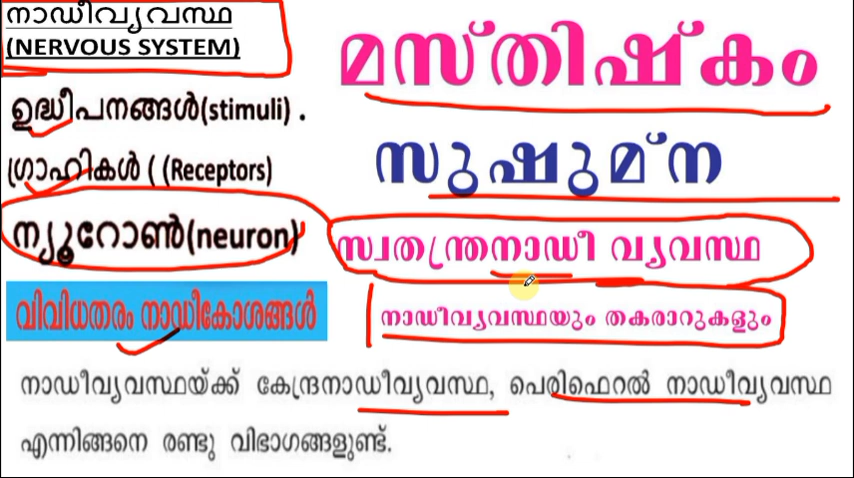 നാഡീവ്യവസ്ഥ
(NERVOUS SYSTEM)
ഉദ്ധീപനങ്ങൾ(stimuli) .
ഗ്രാഹികൾ ( (Receptors)
ന്യൂറോൺ(neuron)
വിവിധതരം നാഡികോശങ്ങൾ
മസ്തിഷ്കം
സുഷുമ്ന
സ്വതന്ത്രനാഡീ വ്യവസ്ഥ
നാഡീവ്യവസ്ഥയും തകരാറുകളും
നാഡീവ്യവസ്ഥയ്ക്ക് കേന്ദ്രനാഡീവ്യവസ്ഥ, പെരിഫെറൽ നാഡീവ്യവസ്ഥ
എന്നിങ്ങനെ രണ്ടു വിഭാഗങ്ങളുണ്ട്.